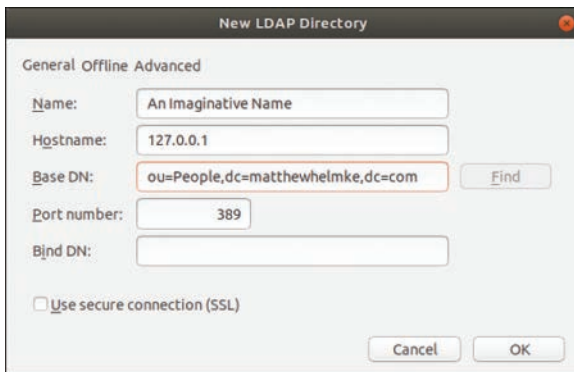 New LDAP Directory
General Offline Advanced
Name: An Imaginative Name
Hostname: 127.0.0.1
Base DN: ou=People,dc=matthewhelmke,dc=com Find
Port number: 389
Bind DN:
Use secure connection (SSL)
Cancel OK